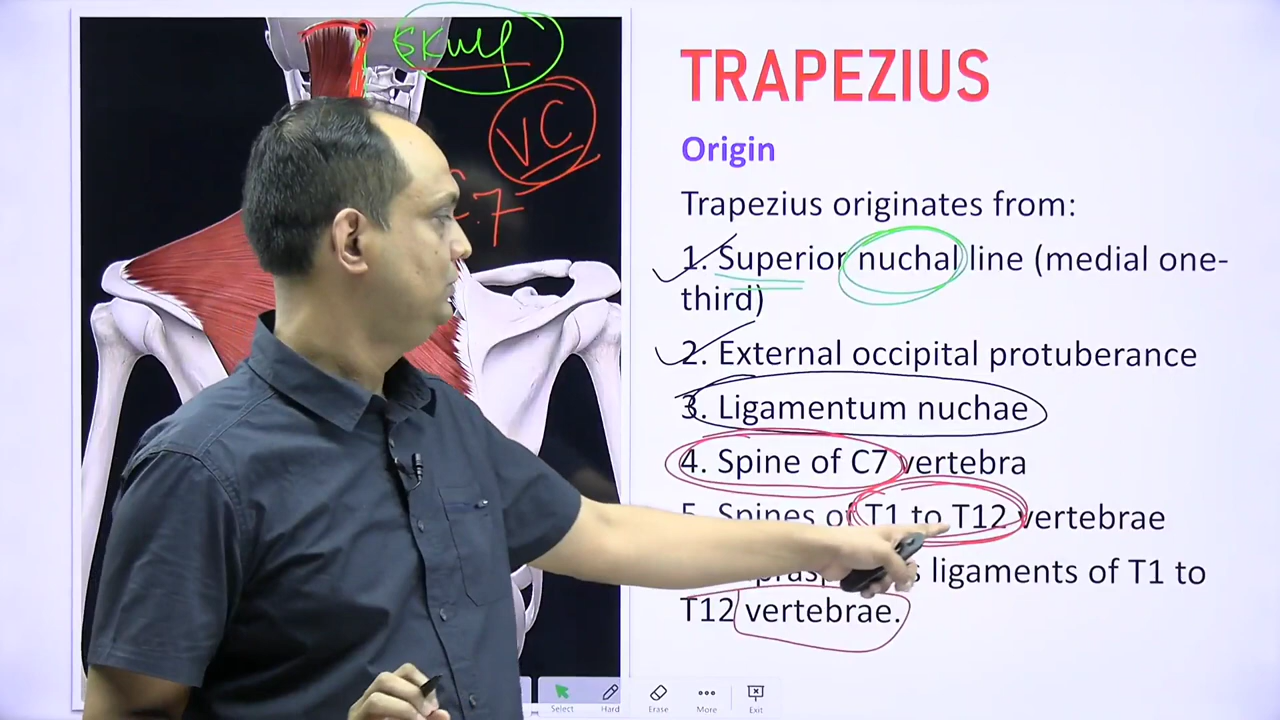 Skull
VC
C7
TRAPEZIUS
Origin
Trapezius originates from:
1. Superior nuchal line (medial one-
third)
2. External occipital protuberance
3. Ligamentum nuchae
4. Spine of C7 vertebra
5. Spines of T1 to T12 vertebrae
ligaments of T1 to
T12 vertebrae.
Select Hard Erase More Exit